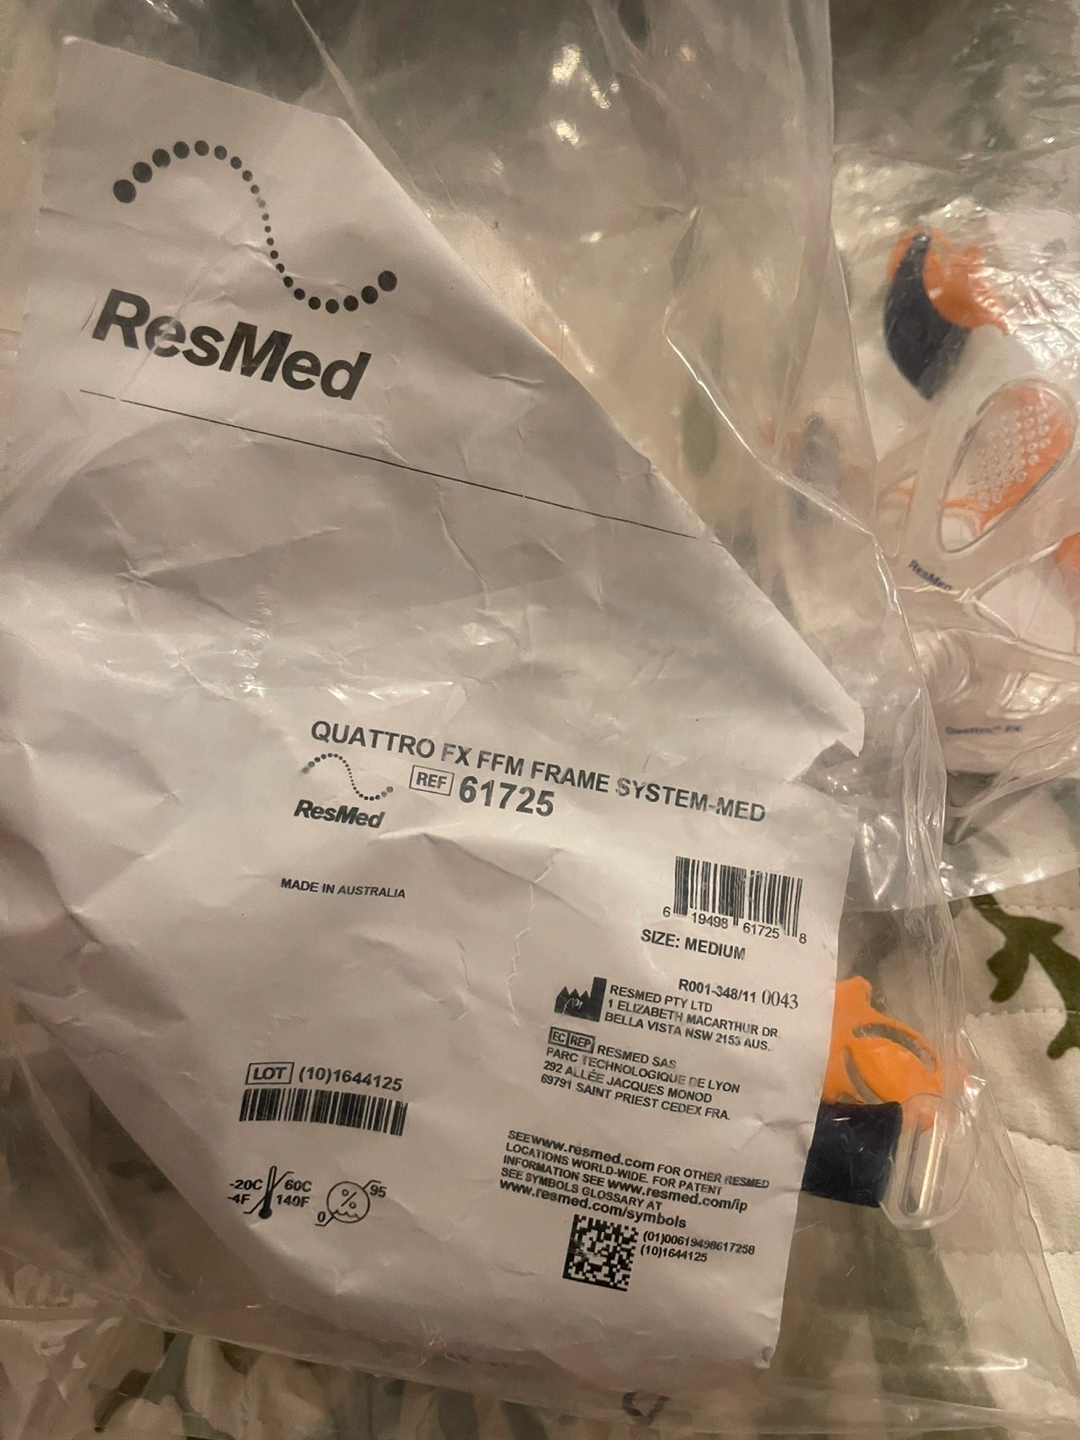 ResMed
QUATTRO FX FFM FRAME SYSTEM-MED
ResMed
REF 61725
MADE IN AUSTRALIA
6 19498 61725 8
SIZE: MEDIUM
R001-348/11 0043
RESMED PTY LTD
1 ELIZABETH MACARTHUR DR
BELLA VISTA NSW 2153 AUS.
EC REP RESMED SAS
PARC TECHNOLOGIQUE DE LYON
292 ALLÉE JACQUES MONOD
69791 SAINT PRIEST CEDEX FRA.
LOT (10)1644125
-20C 60C
-4F 140F
% 95
0
SEE www.resmed.com FOR OTHER RESMED
LOCATIONS WORLD-WIDE. FOR PATENT
INFORMATION SEE www.resmed.com/ip
SEE SYMBOLS GLOSSARY AT
www.resmed.com/symbols
(01)00619498617258
(10)1644125
ResMed
Quattro™ FX